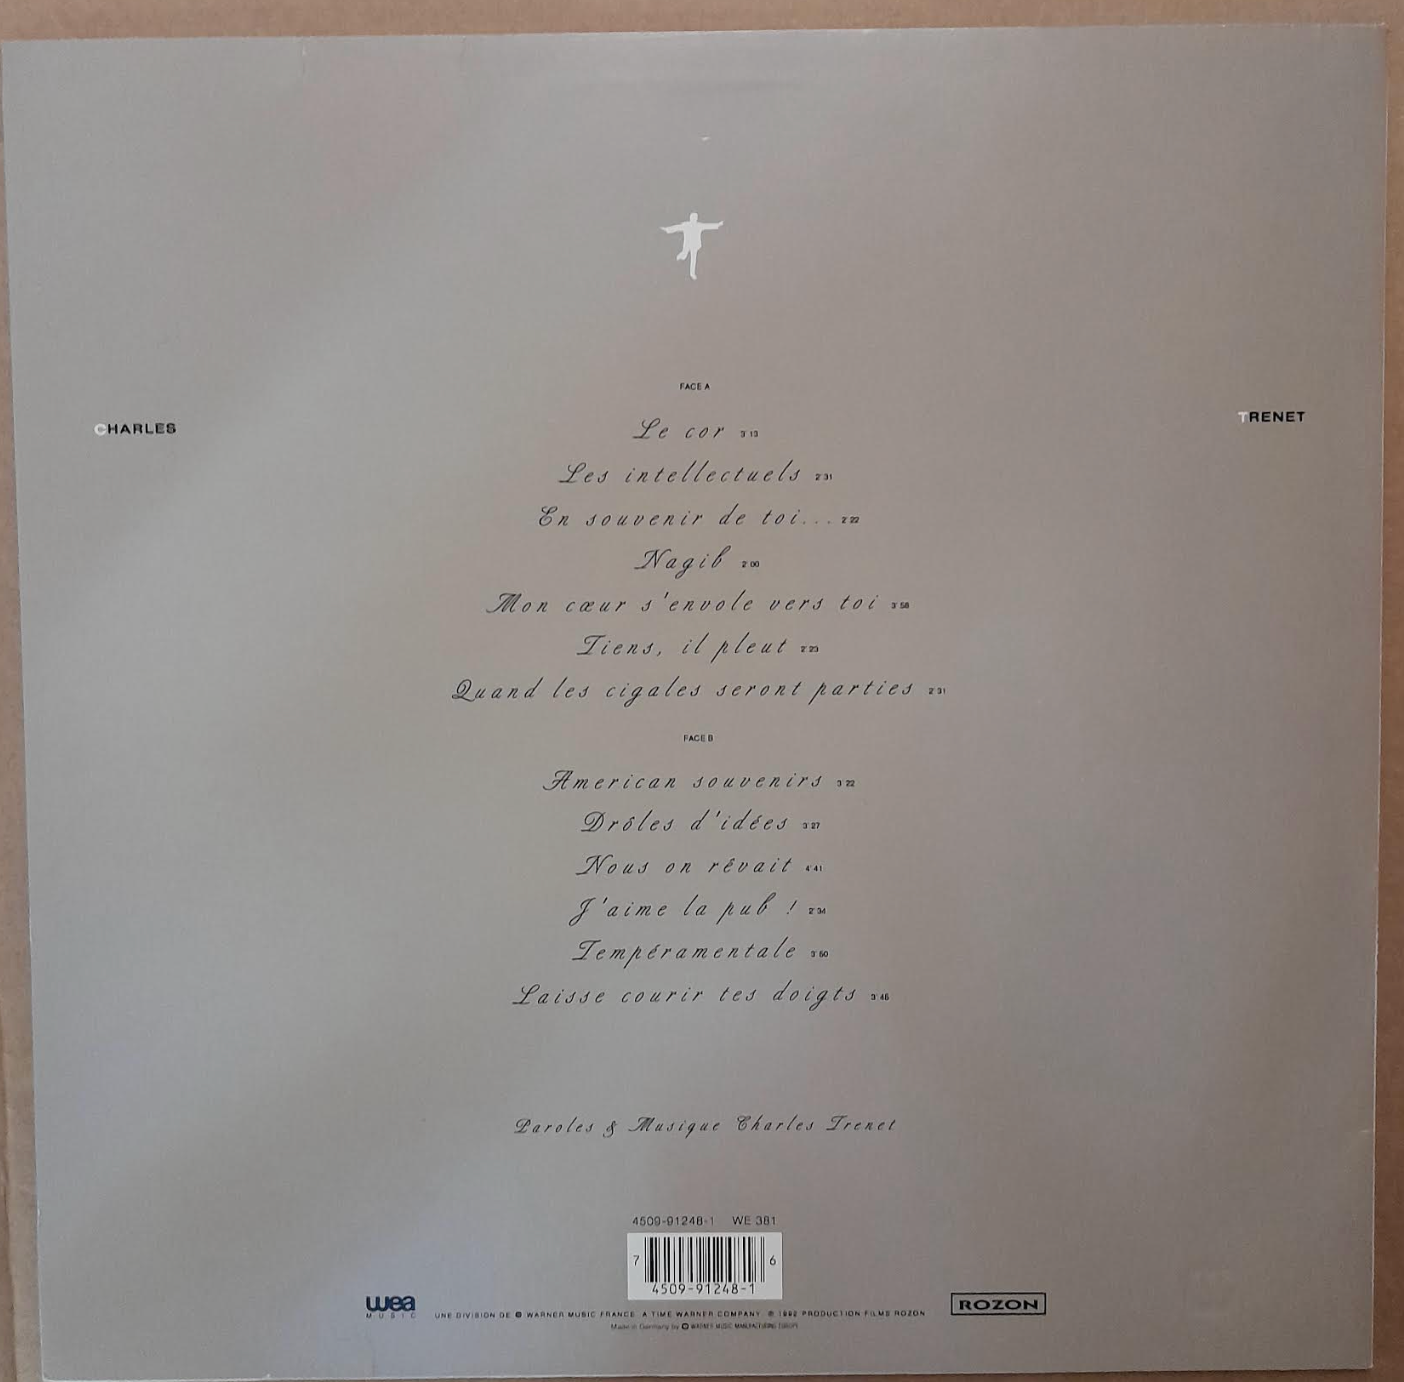 FACE A
CHARLES
TRENET
Le cor 3'13
Les intellectuels 2'31
En souvenir de toi... 2'22
Nagib 2'00
Mon cœur s'envole vers toi 3'58
Tiens, il pleut 2'23
Quand les cigales seront parties 2'31
FACE B
American souvenirs 3'22
Drôles d'idées 3'27
Nous on rêvait 4'41
J'aime la pub ! 2'34
Tempéramentale 3'50
Laisse courir tes doigts 3'46
Paroles & Musique Charles Trenet
4509-91248-1 WE 381
7 6
4509-91248-1
wea
MUSIC
UNE DIVISION DE WARNER MUSIC FRANCE. A TIME WARNER COMPANY. ℗ 1992 PRODUCTION FILMS ROZON
ROZON
Made in Germany by WARNER MUSIC MANUFACTURING EUROPE